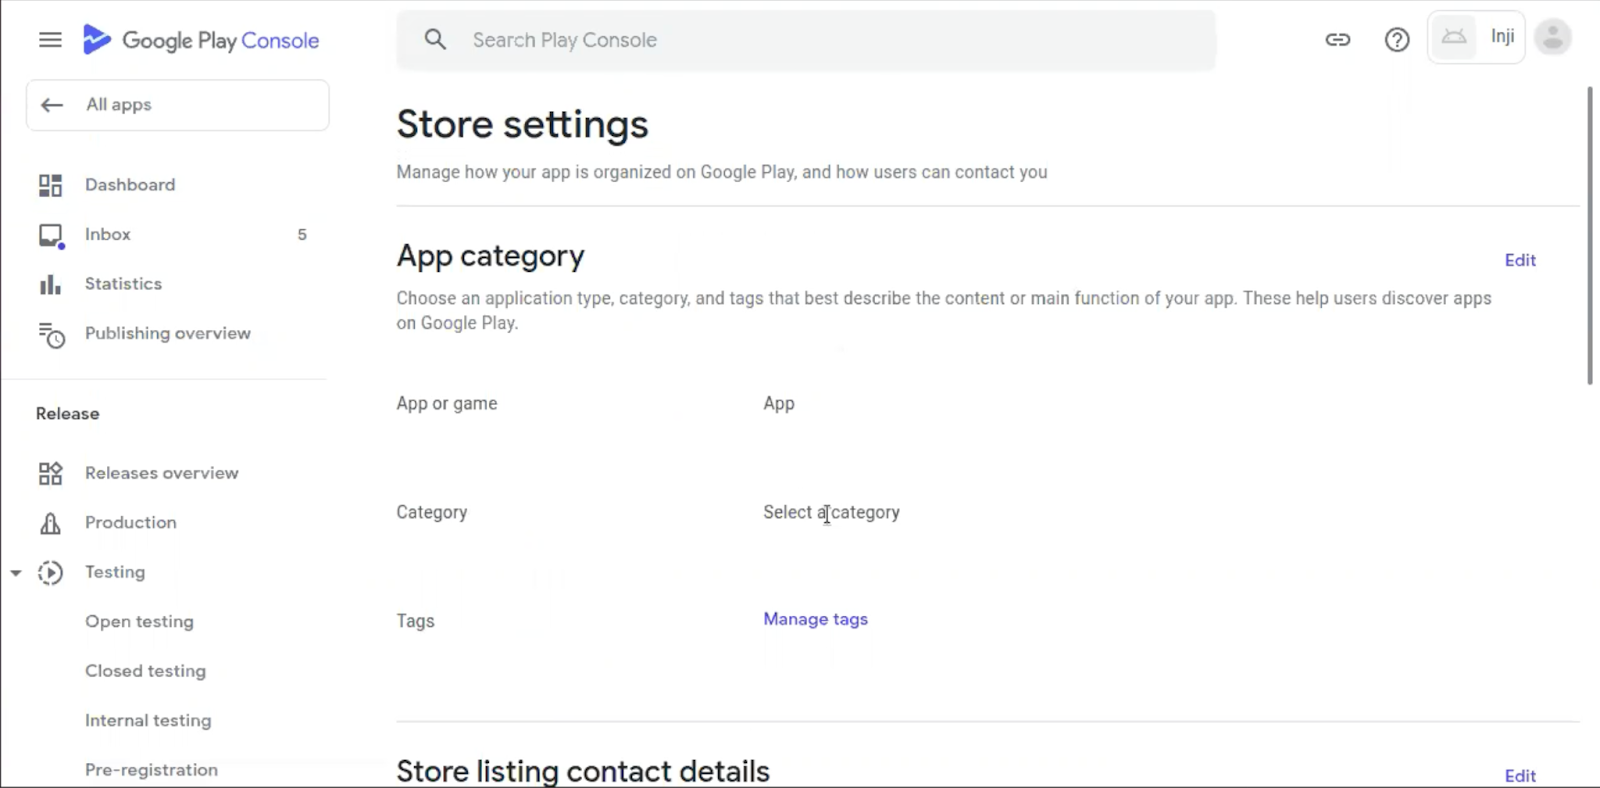 Google Play Console
Search Play Console
Inji
All apps
Dashboard
Inbox 5
Statistics
Publishing overview
Release
Releases overview
Production
Testing
Open testing
Closed testing
Internal testing
Pre-registration
Store settings
Manage how your app is organized on Google Play, and how users can contact you
App category
Edit
Choose an application type, category, and tags that best describe the content or main function of your app. These help users discover apps
on Google Play.
App or game App
Category Select a category
Tags Manage tags
Store listing contact details
Edit